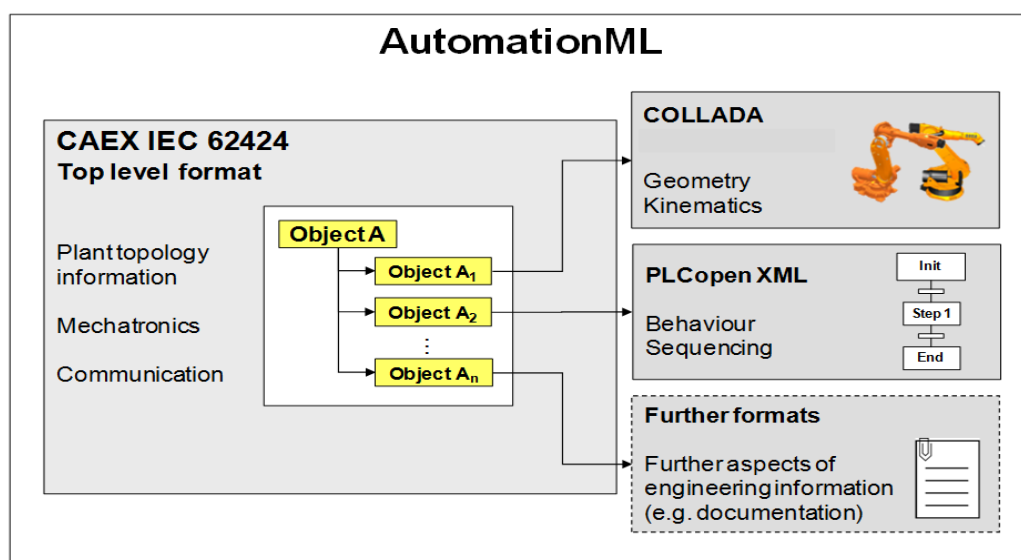 AutomationML
CAEX IEC 62424
Top level format
Plant topology
information
Mechatronics
Communication
Object A
Object A₁
Object A₂
⋮
Object Aₙ
COLLADA
Geometry
Kinematics
PLCopen XML
Behaviour
Sequencing
Init
Step 1
End
Further formats
Further aspects of
engineering information
(e.g. documentation)